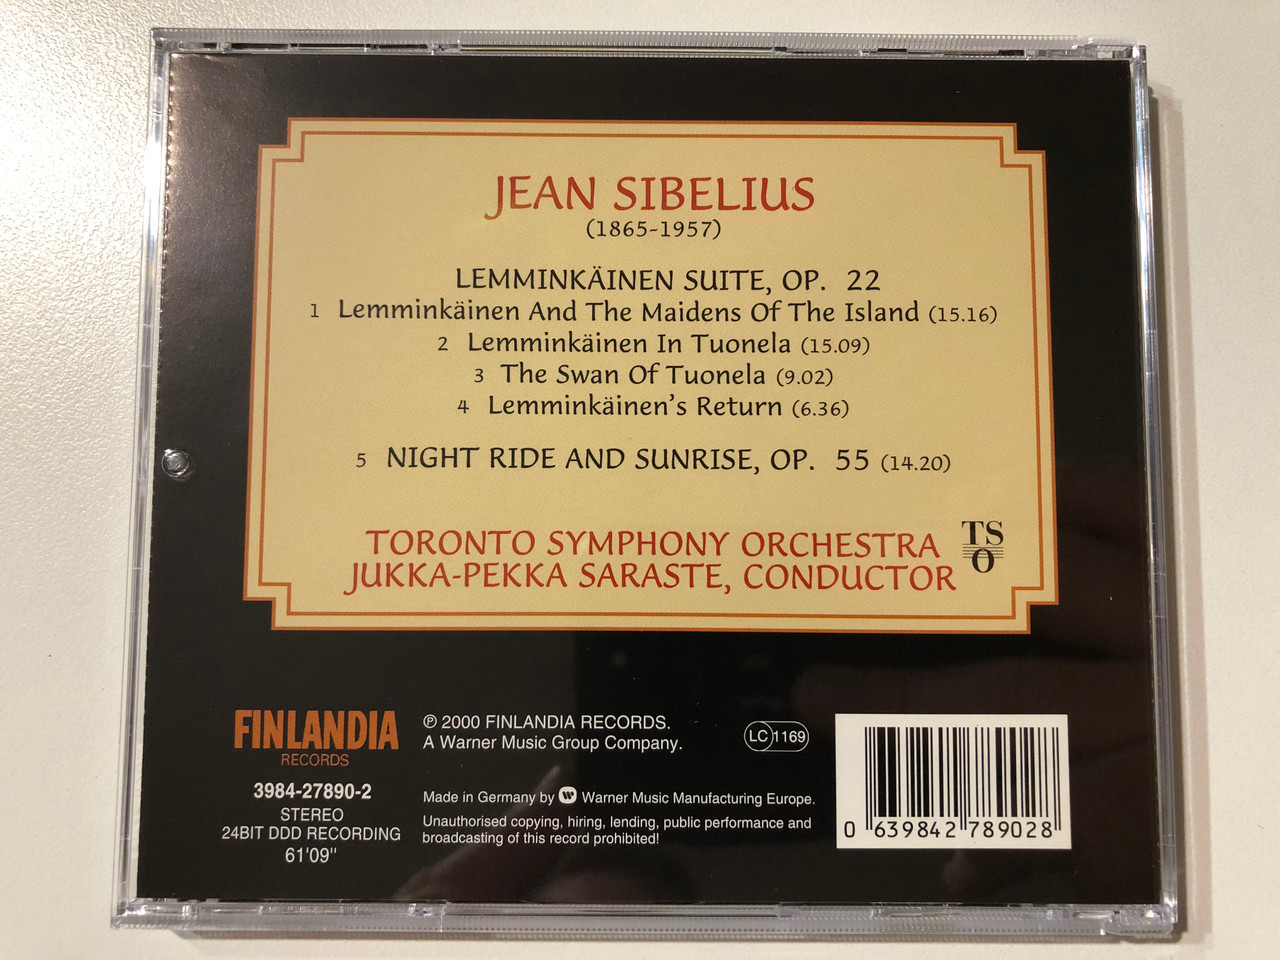 JEAN SIBELIUS
(1865-1957)
LEMMINKÄINEN SUITE, OP. 22
1 Lemminkäinen And The Maidens Of The Island (15.16)
2 Lemminkäinen In Tuonela (15.09)
3 The Swan Of Tuonela (9.02)
4 Lemminkäinen's Return (6.36)
5 NIGHT RIDE AND SUNRISE, OP. 55 (14.20)
TORONTO SYMPHONY ORCHESTRA
JUKKA-PEKKA SARASTE, CONDUCTOR
TS
O
FINLANDIA
RECORDS
3984-27890-2
STEREO
24BIT DDD RECORDING
61'09"
℗ 2000 FINLANDIA RECORDS.
A Warner Music Group Company.
LC 1169
Made in Germany by W Warner Music Manufacturing Europe.
Unauthorised copying, hiring, lending, public performance and
broadcasting of this record prohibited!
0 639842 789028